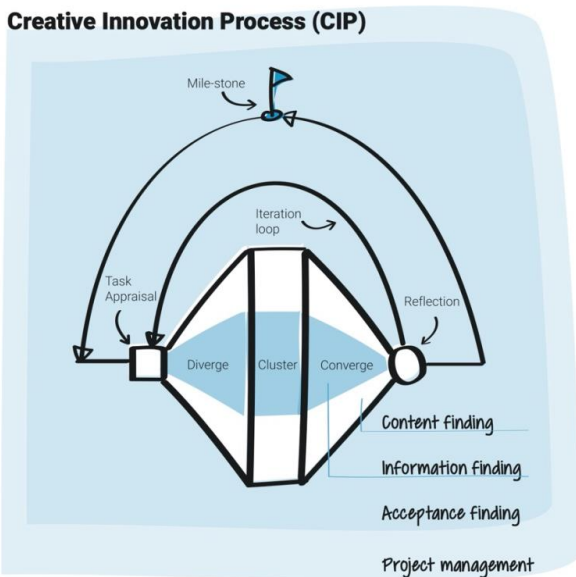 Creative Innovation Process (CIP)
Mile-stone
Iteration
loop
Task
Appraisal
Reflection
Diverge
Cluster
Converge
Content finding
Information finding
Acceptance finding
Project management